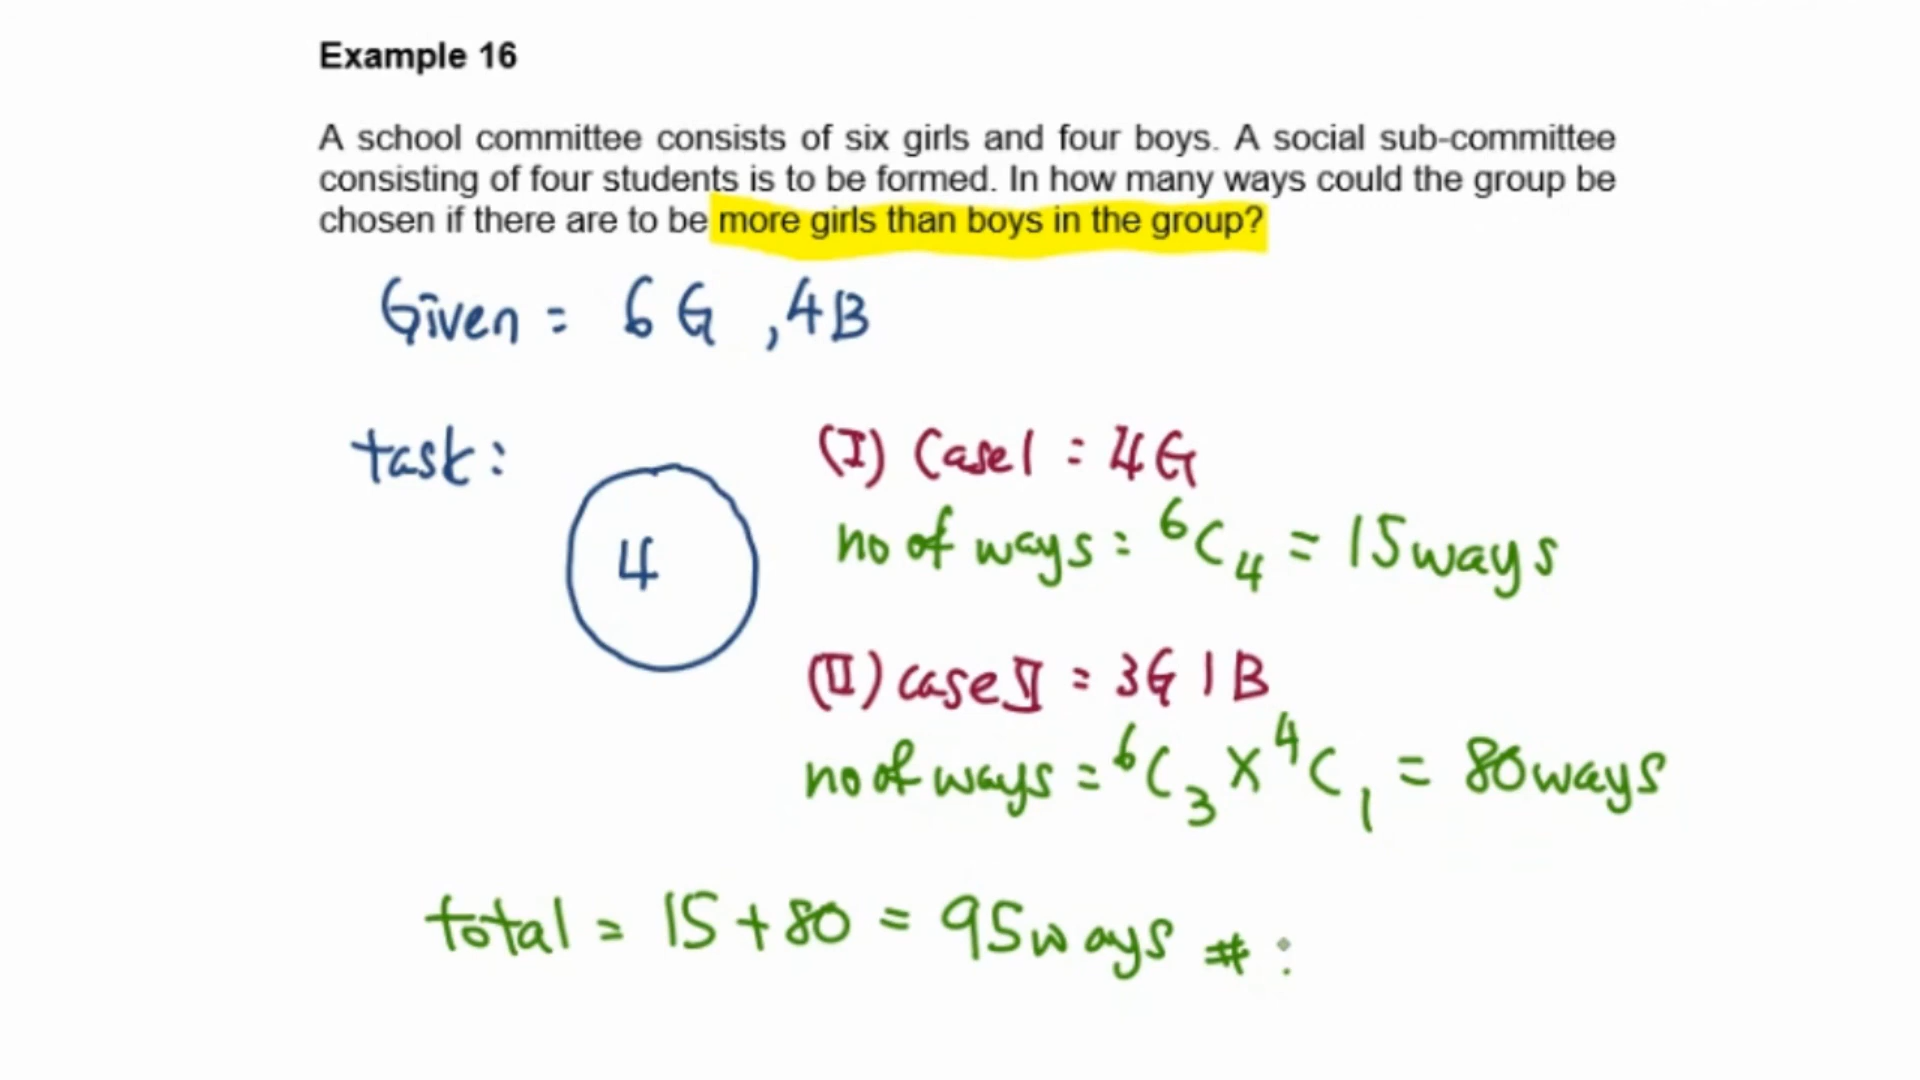 Example 16
A school committee consists of six girls and four boys. A social sub-committee
consisting of four students is to be formed. In how many ways could the group be
chosen if there are to be more girls than boys in the group?
Given = 6G , 4B
task:
4
(I) Case I : 4G
no of ways = ⁶C₄ = 15 ways
(II) case II = 3G 1B
no of ways = ⁶C₃ X ⁴C₁ = 80 ways
total = 15 + 80 = 95 ways # :